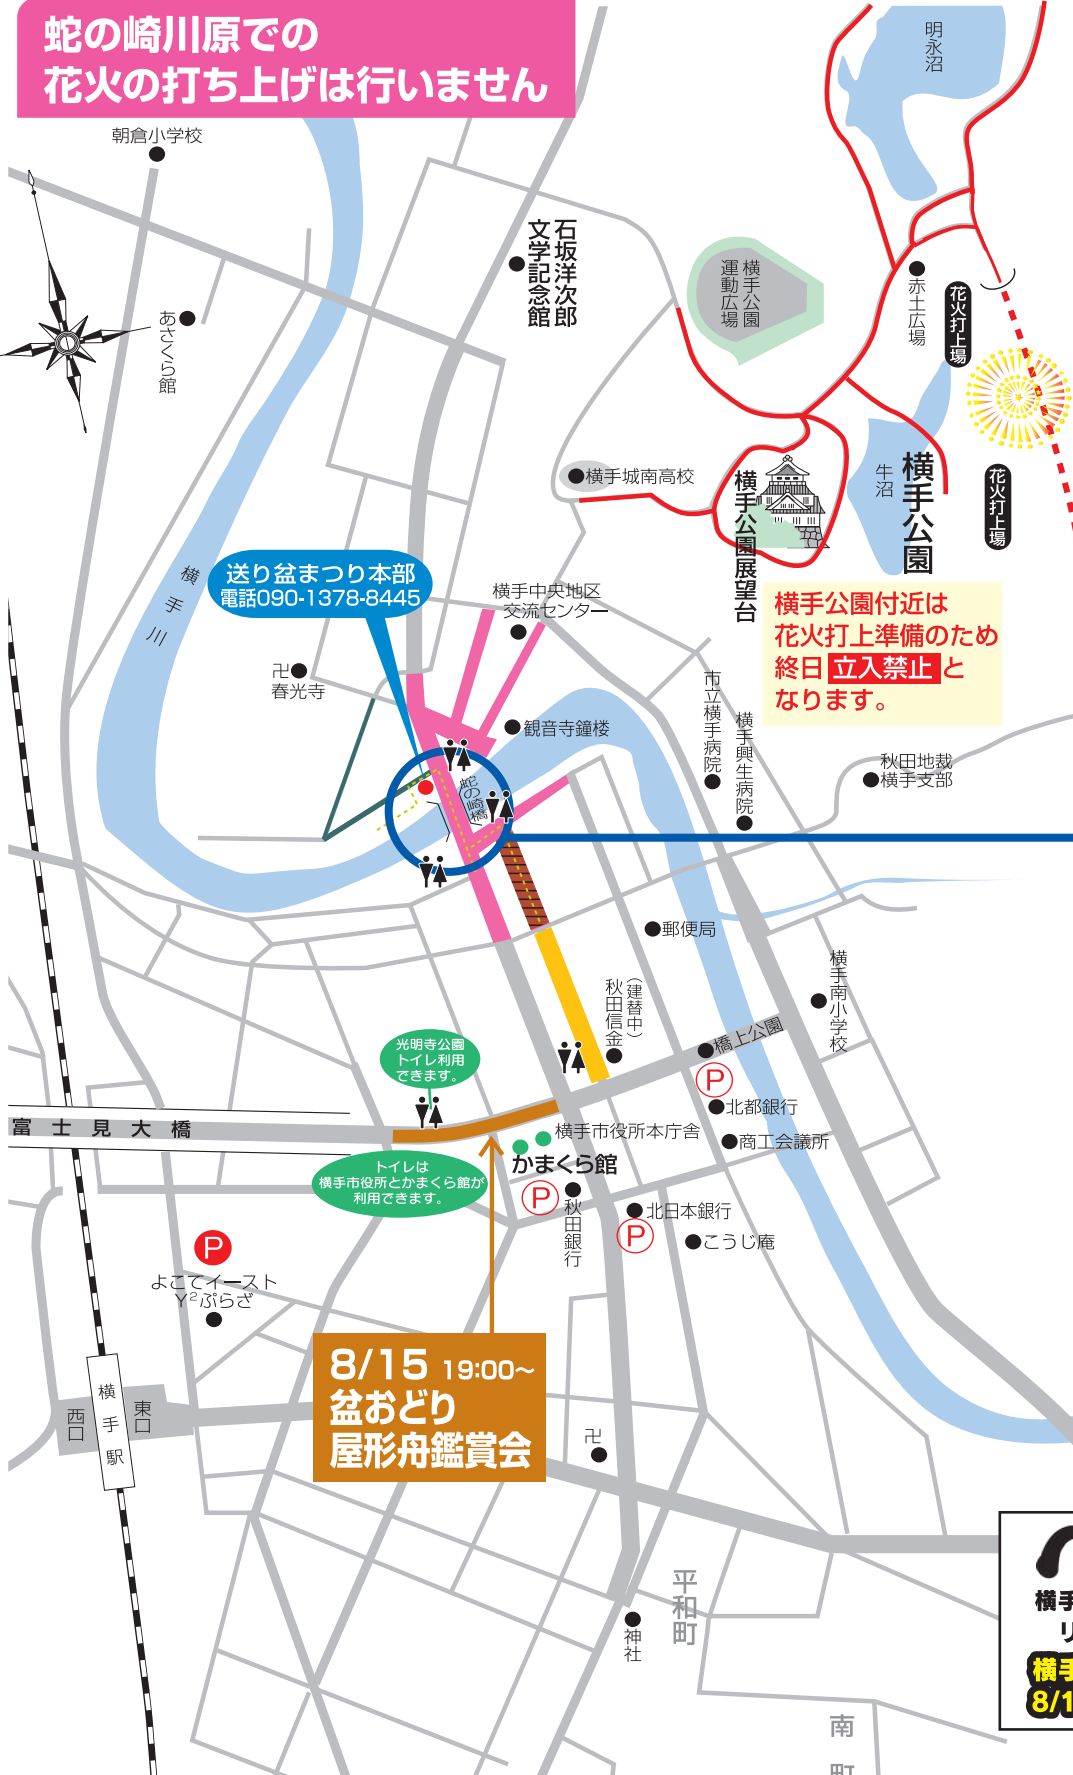 蛇の崎川原での
花火の打ち上げは行いません
明永沼
朝倉小学校
石坂洋次郎
文学記念館
横手公園
運動広場
赤土広場
花火打上場
あさくら館
横手城南高校
横手公園展望台
牛沼
横手公園
花火打上場
横手川
送り盆まつり本部
電話090-1378-8445
横手中央地区
交流センター
横手公園付近は
花火打上準備のため
終日 立入禁止 と
なります。
卍
春光寺
観音寺鐘楼
市立横手病院
横手興生病院
秋田地裁
横手支部
蛇の崎橋
郵便局
(建替中)
秋田信金
横手南小学校
橋上公園
光明寺公園
トイレ利用
できます。
P
北都銀行
富士見大橋
横手市役所本庁舎
商工会議所
かまくら館
トイレは
横手市役所とかまくら館が
利用できます。
P
秋田銀行
北日本銀行
P
こうじ庵
P
よこてイースト
Y²ぷらざ
8/15 19:00～
盆おどり
屋形舟鑑賞会
西口
横手駅
東口
卍
平和町
神社
横手
リ
横手
8/1
南
町